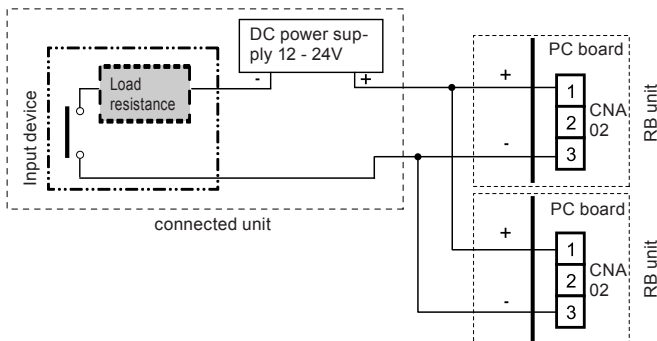 DC power sup-
ply 12 - 24V
- +
Load
resistance
Input device
connected unit
PC board
+
1
CNA
2
02
-
3
RB unit
PC board
+
1
CNA
2
02
-
3
RB unit